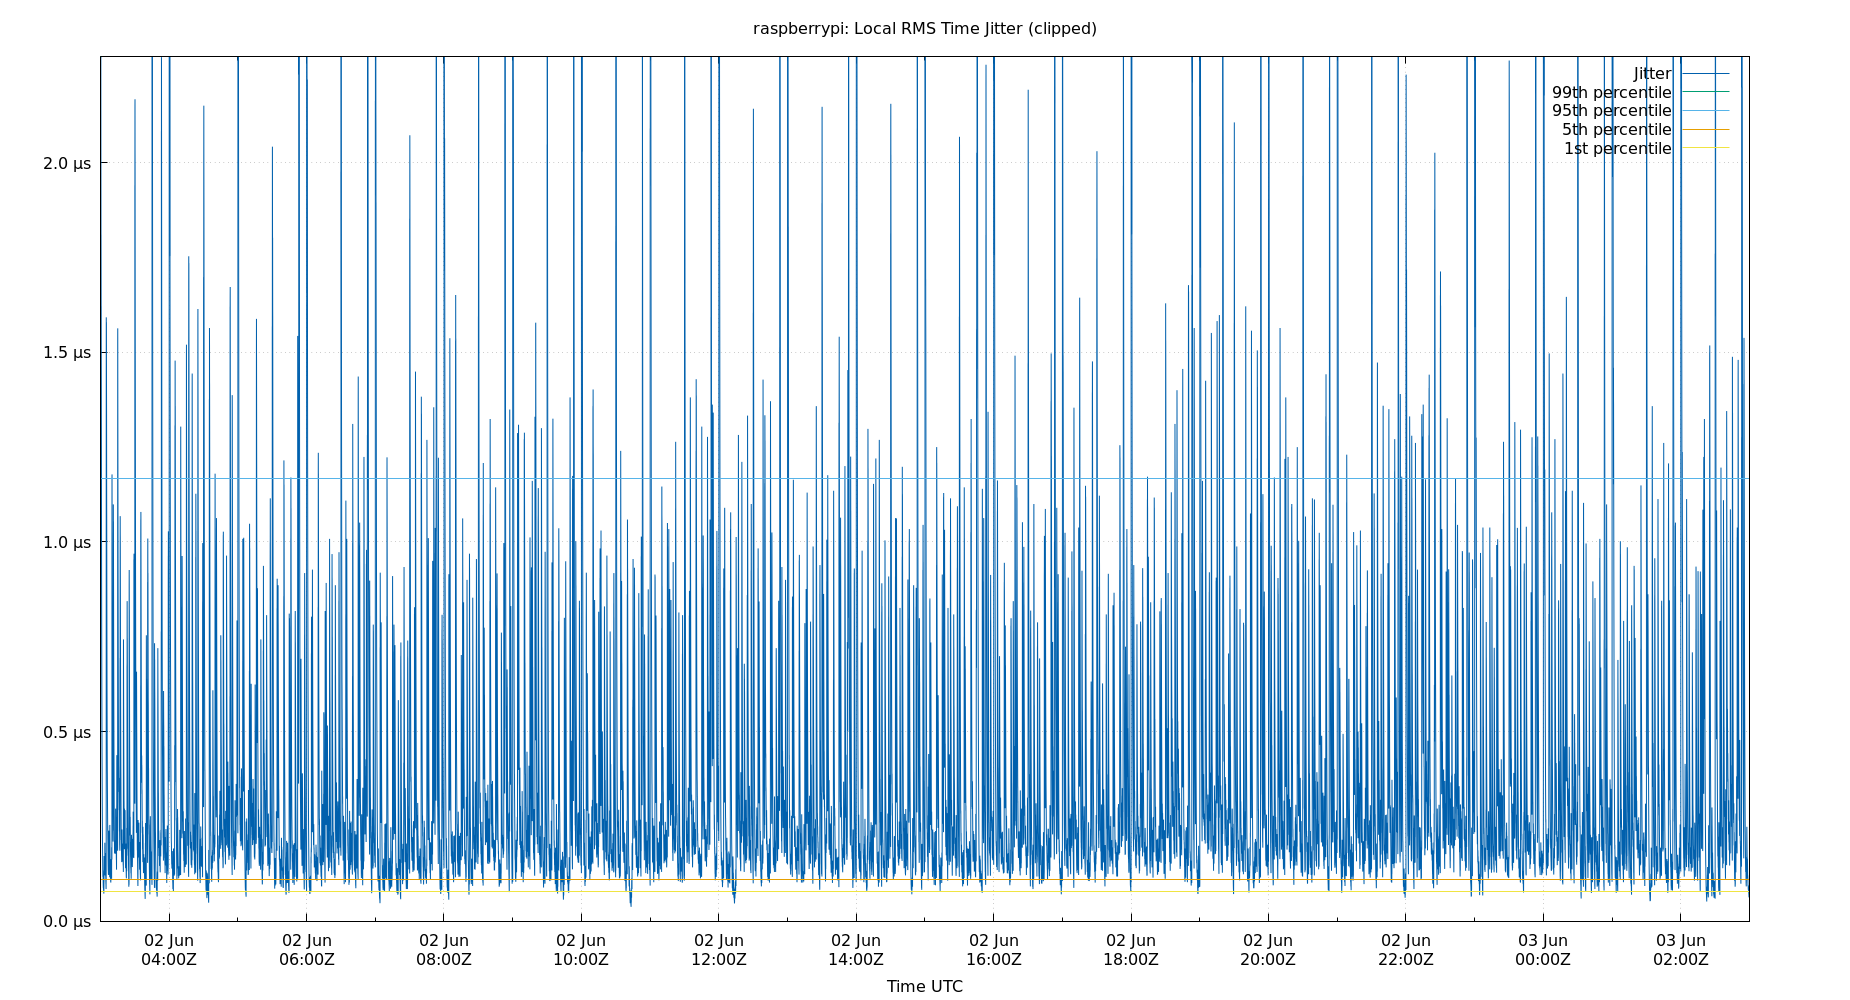 raspberrypi: Local RMS Time Jitter (clipped)
Jitter
99th percentile
95th percentile
5th percentile
1st percentile
2.0 µs
1.5 µs
1.0 µs
0.5 µs
0.0 µs
02 Jun 02 Jun 02 Jun 02 Jun 02 Jun 02 Jun 02 Jun 02 Jun 02 Jun 02 Jun 03 Jun 03 Jun
04:00Z 06:00Z 08:00Z 10:00Z 12:00Z 14:00Z 16:00Z 18:00Z 20:00Z 22:00Z 00:00Z 02:00Z
Time UTC